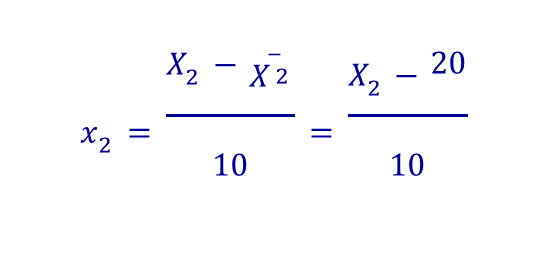 x₂ = (X₂ − X̄₂) / 10 = (X₂ − 20) / 10